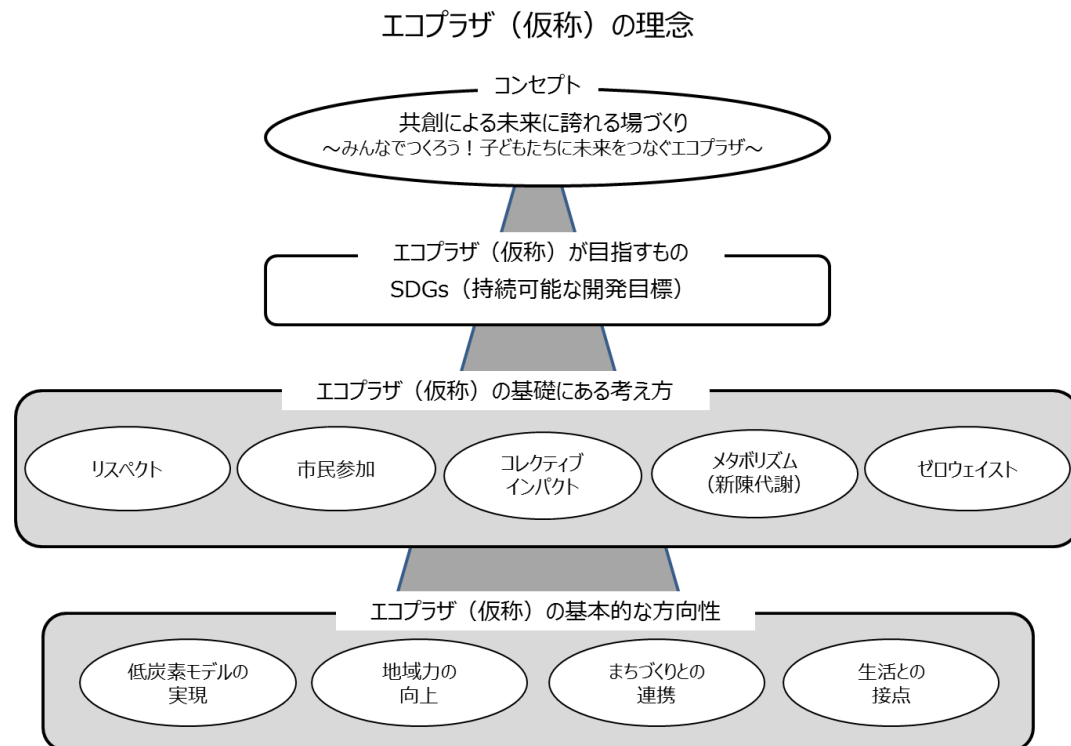 エコプラザ（仮称）の理念
コンセプト
共創による未来に誇れる場づくり
～みんなでつくろう！子どもたちに未来をつなぐエコプラザ～
エコプラザ（仮称）が目指すもの
SDGs（持続可能な開発目標）
エコプラザ（仮称）の基礎にある考え方
リスペクト
市民参加
コレクティブ
インパクト
メタボリズム
（新陳代謝）
ゼロウェイスト
エコプラザ（仮称）の基本的な方向性
低炭素モデルの
実現
地域力の
向上
まちづくりとの
連携
生活との
接点